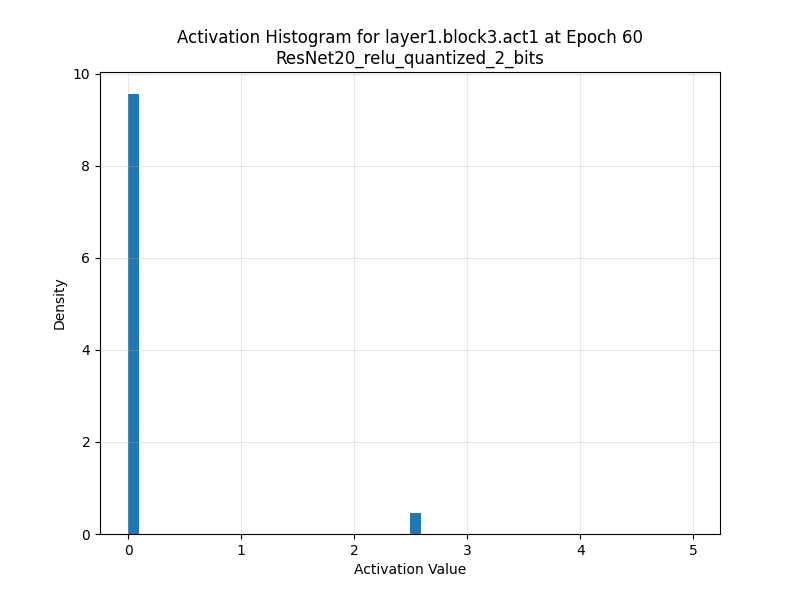 Activation Histogram for layer1.block3.act1 at Epoch 60
ResNet20_relu_quantized_2_bits
10
8
6
4
2
0
Density
0 1 2 3 4 5
Activation Value